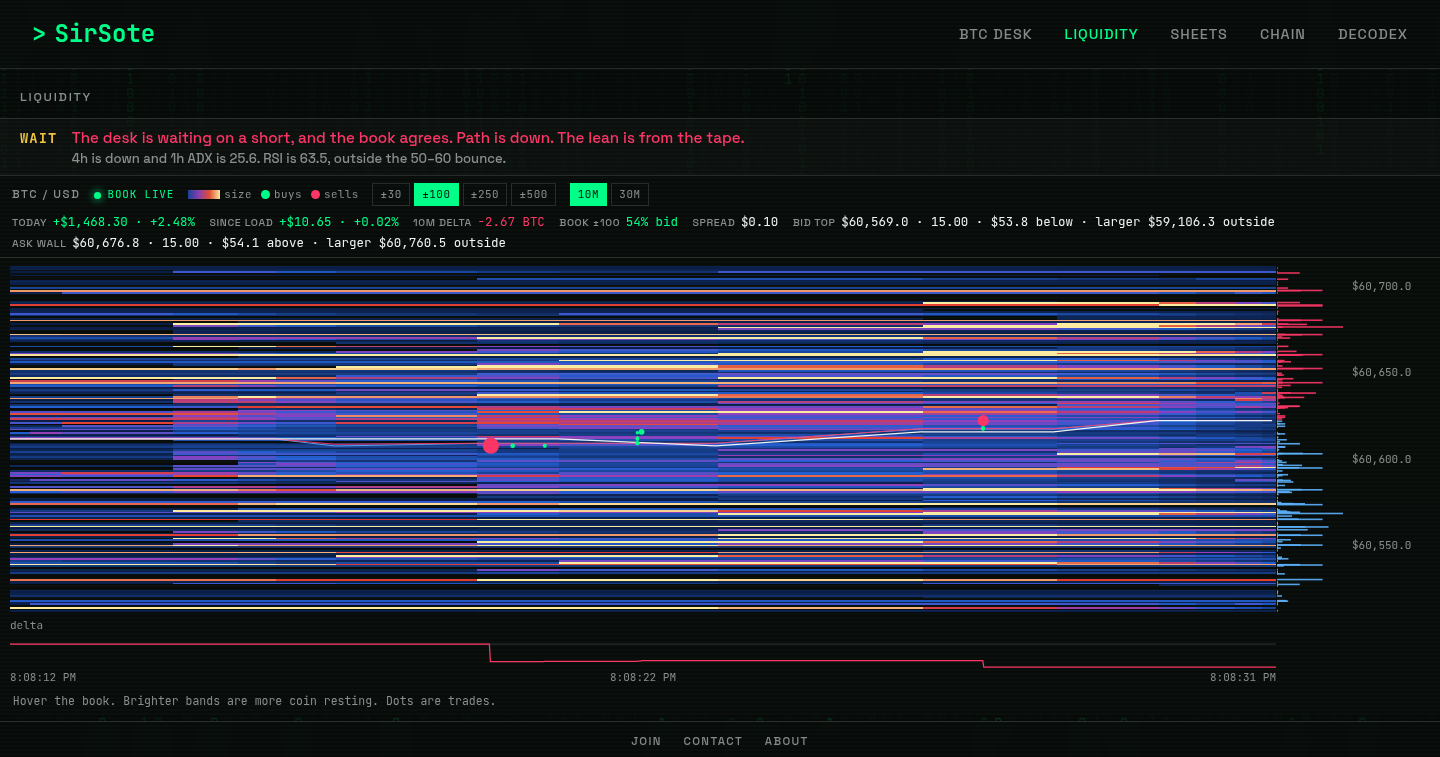 > SirSote
BTC DESK LIQUIDITY SHEETS CHAIN DECODEX
LIQUIDITY
WAIT The desk is waiting on a short, and the book agrees. Path is down. The lean is from the tape.
4h is down and 1h ADX is 25.6. RSI is 63.5, outside the 50–60 bounce.
BTC / USD BOOK LIVE size buys sells ±30 ±100 ±250 ±500 10M 30M
TODAY +$1,468.30 · +2.48% SINCE LOAD +$10.65 · +0.02% 10M DELTA -2.67 BTC BOOK ±100 54% bid SPREAD $0.10 BID TOP $60,569.0 · 15.00 · $53.8 below · larger $59,106.3 outside
ASK WALL $60,676.8 · 15.00 · $54.1 above · larger $60,760.5 outside
$60,700.0
$60,650.0
$60,600.0
$60,550.0
delta
8:08:12 PM 8:08:22 PM 8:08:31 PM
Hover the book. Brighter bands are more coin resting. Dots are trades.
JOIN CONTACT ABOUT